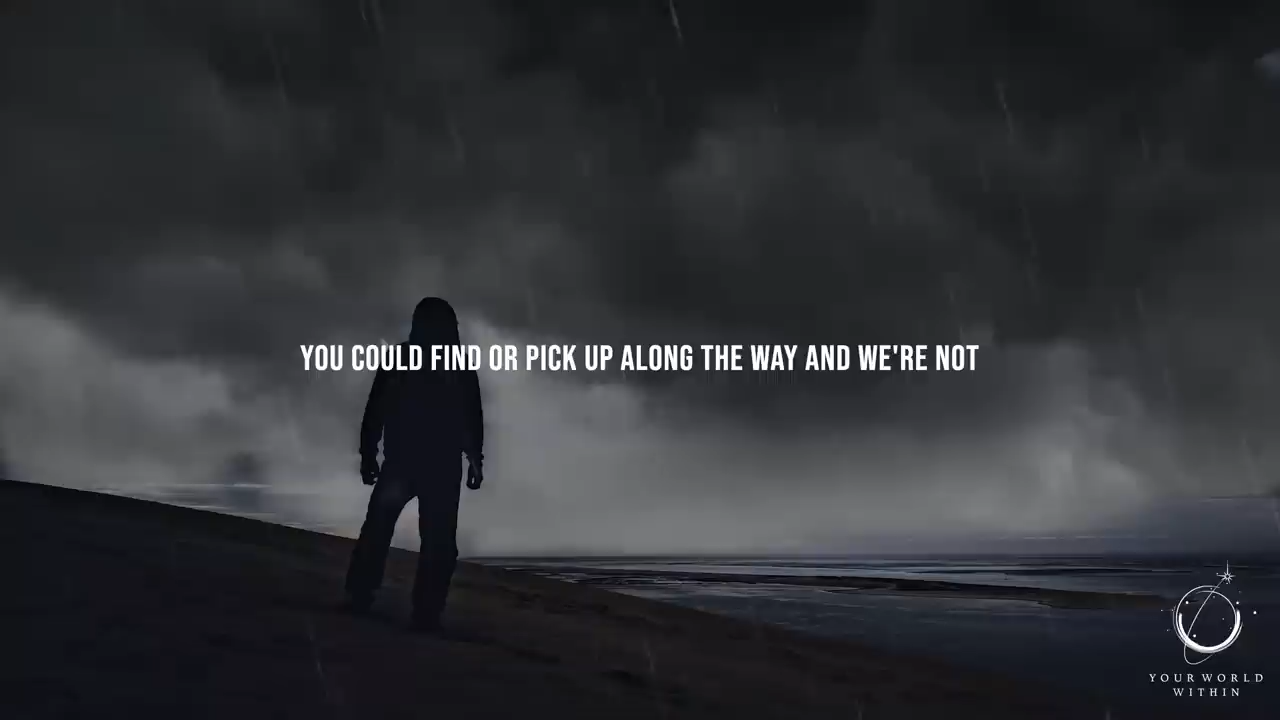 YOU COULD FIND OR PICK UP ALONG THE WAY AND WE'RE NOT
YOUR WORLD
WITHIN